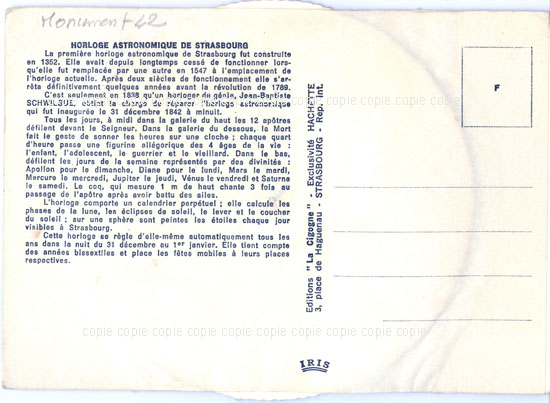 Monument 42
HORLOGE ASTRONOMIQUE DE STRASBOURG
La première horloge astronomique de Strasbourg fut construite
en 1352. Elle avait depuis longtemps cessé de fonctionner lors-
qu'elle fut remplacée par une autre en 1547 à l'emplacement de
l'horloge actuelle. Après deux siècles de fonctionnement elle s'ar-
rêta définitivement quelques années avant la révolution de 1789.
C'est seulement en 1838 qu'un horloger de génie, Jean-Baptiste
SCHWILGUE, obtint la charge de réparer l'horloge astronomique
qui fut inaugurée le 31 décembre 1842 à minuit.
Tous les jours, à midi dans la galerie du haut les 12 apôtres
défilent devant le Seigneur. Dans la galerie du dessous, la Mort
fait le geste de sonner les heures sur une cloche ; chaque quart
d'heure passe une figurine allégorique des 4 âges de la vie :
l'enfant, l'adolescent, le guerrier et le vieillard. Dans le bas,
défilent les jours de la semaine représentés par des divinités :
Apollon pour le dimanche, Diane pour le lundi, Mars le mardi,
Mercure le mercredi, Jupiter le jeudi, Vénus le vendredi et Saturne
le samedi. Le coq, qui mesure 1 m de haut chante 3 fois au
passage de l'apôtre après avoir battu des ailes.
L'horloge comporte un calendrier perpétuel ; elle calcule les
phases de la lune, les éclipses de soleil, le lever et le coucher
du soleil ; sur une sphère sont peintes les étoiles chaque jour
visibles à Strasbourg.
Cette horloge se règle d'elle-même automatiquement tous les
ans dans la nuit du 31 décembre au 1er janvier. Elle tient compte
des années bissextiles et place les fêtes mobiles à leurs places
respectives.
Editions "La Cigogne" - Exclusivité HACHETTE
3, place de Haguenau - STRASBOURG - Rep. int.
F
copie copie copie copie copie copie copie copie copie copie
IRIS